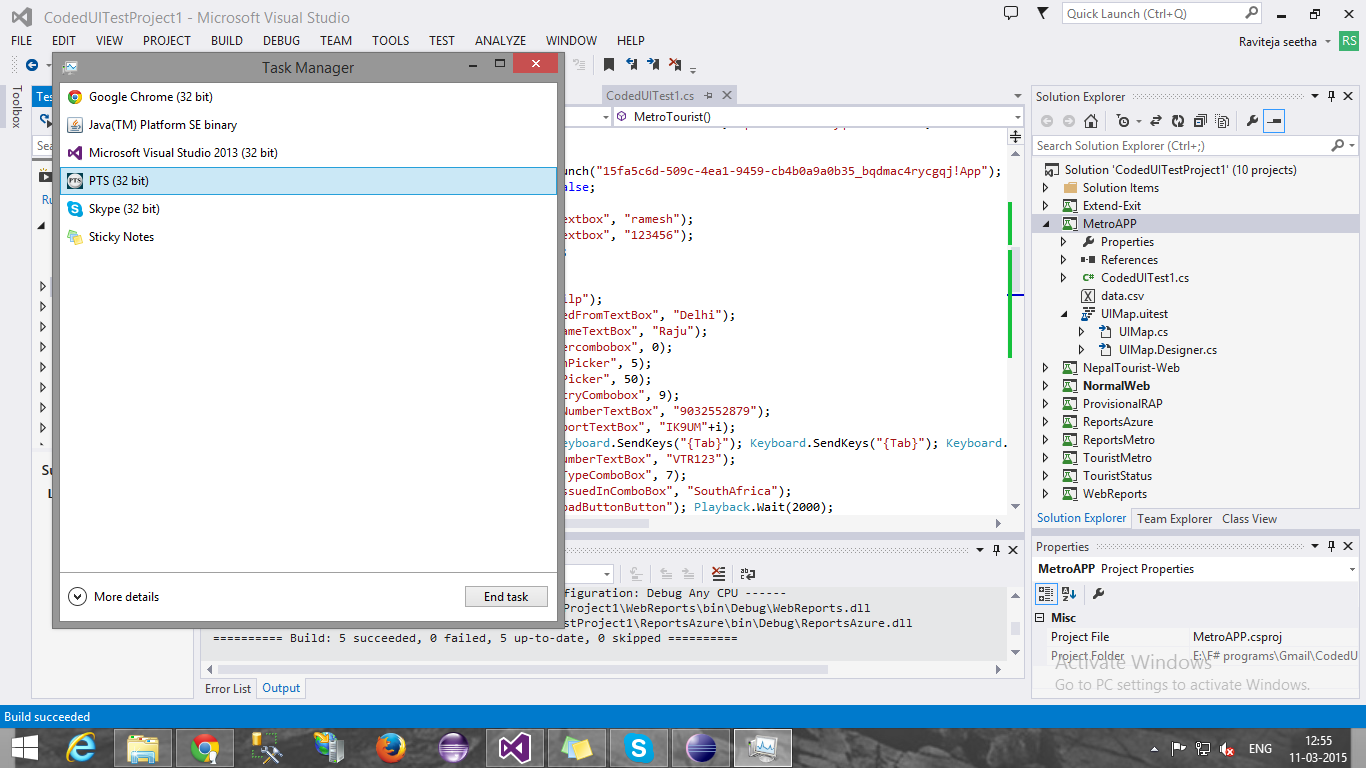 CodedUITestProject1 - Microsoft Visual Studio
Quick Launch (Ctrl+Q)
FILE EDIT VIEW PROJECT BUILD DEBUG TEAM TOOLS TEST ANALYZE WINDOW HELP
Raviteja seetha RS
Toolbox
Task Manager
Google Chrome (32 bit)
Java(TM) Platform SE binary
Microsoft Visual Studio 2013 (32 bit)
PTS (32 bit)
Skype (32 bit)
Sticky Notes
More details
End task
CodedUITest1.cs
MetroTourist()
unch("15fa5c6d-509c-4ea1-9459-cb4b0a9a0b35_bqdmac4rycgqj!App");
alse;
extbox", "ramesh");
extbox", "123456");
;
ilp");
edFromTextBox", "Delhi");
ameTextBox", "Raju");
ercombobox", 0);
nPicker", 5);
Picker", 50);
tryCombobox", 9);
NumberTextBox", "9032552879");
portTextBox", "IK9UM"+i);
eyboard.SendKeys("{Tab}"); Keyboard.SendKeys("{Tab}"); Keyboard.
umberTextBox", "VTR123");
TypeComboBox", 7);
ssuedInComboBox", "SouthAfrica");
oadButtonButton"); Playback.Wait(2000);
figuration: Debug Any CPU ------
Project1\WebReports\bin\Debug\WebReports.dll
stProject1\ReportsAzure\bin\Debug\ReportsAzure.dll
========== Build: 5 succeeded, 0 failed, 5 up-to-date, 0 skipped ==========
Error List Output
Solution Explorer
Search Solution Explorer (Ctrl+;)
Solution 'CodedUITestProject1' (10 projects)
Solution Items
Extend-Exit
MetroAPP
Properties
References
CodedUITest1.cs
data.csv
UIMap.uitest
UIMap.cs
UIMap.Designer.cs
NepalTourist-Web
NormalWeb
ProvisionalRAP
ReportsAzure
ReportsMetro
TouristMetro
TouristStatus
WebReports
Solution Explorer Team Explorer Class View
Properties
MetroAPP Project Properties
Misc
Project File MetroAPP.csproj
Project Folder E:\F# programs\Gmail\CodedU
Activate Windows
Go to PC settings to activate Windows.
Build succeeded
ENG
12:55
11-03-2015